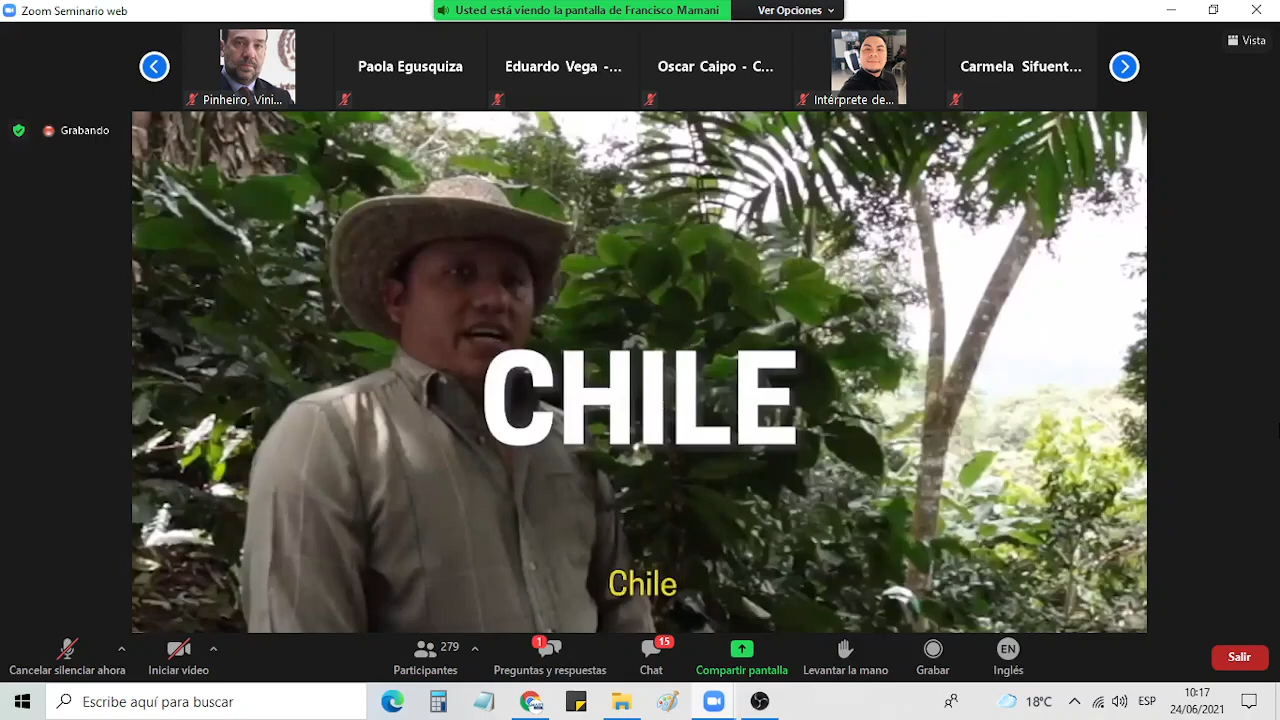 Zoom Seminario web
Usted está viendo la pantalla de Francisco Mamani
Ver Opciones
Vista
Pinheiro, Vini...
Paola Egusquiza
Eduardo Vega -...
Oscar Caipo - C...
Intérprete de...
Carmela Sifuent...
Grabando
CHILE
Chile
Cancelar silenciar ahora
Iniciar video
279
Participantes
1
Preguntas y respuestas
15
Chat
Compartir pantalla
Levantar la mano
Grabar
EN
Inglés
Salir
Escribe aquí para buscar
18°C
ESP
10:17
24/06/2021